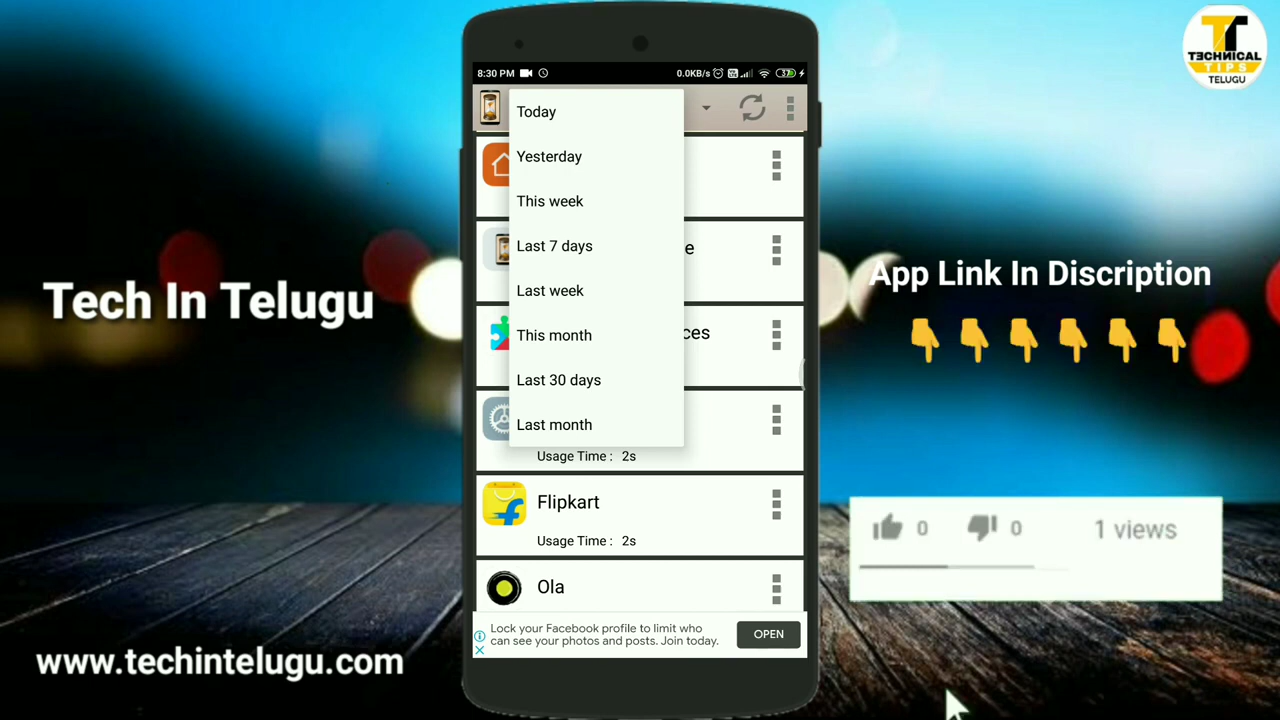 TECHNICAL
TIPS
TELUGU
8:30 PM
0.0KB/s
37
Today
Yesterday
This week
Last 7 days
e
Last week
This month
ces
Last 30 days
Last month
Usage Time : 2s
Flipkart
Usage Time : 2s
Ola
Lock your Facebook profile to limit who
can see your photos and posts. Join today.
OPEN
Tech In Telugu
www.techintelugu.com
App Link In Discription
👇 👇 👇 👇 👇 👇
0
0
1 views